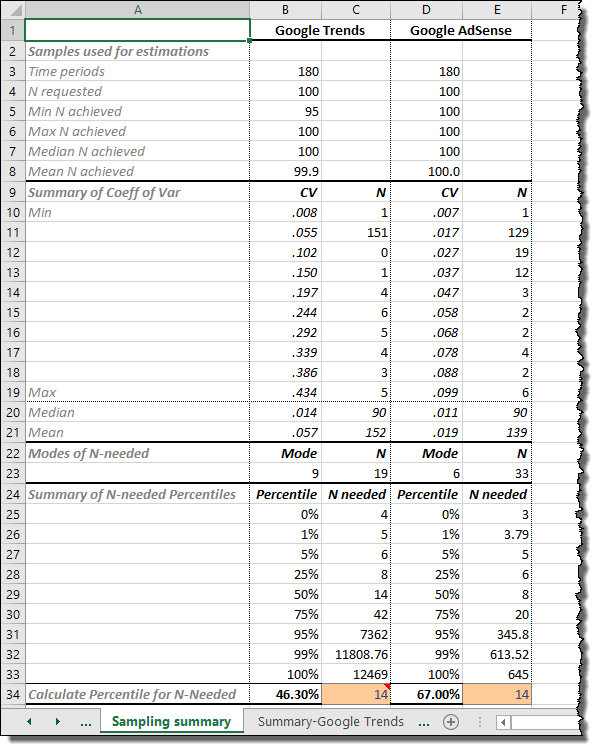 A B C D E F
1 Google Trends Google AdSense
2 Samples used for estimations
3 Time periods 180 180
4 N requested 100 100
5 Min N achieved 95 100
6 Max N achieved 100 100
7 Median N achieved 100 100
8 Mean N achieved 99.9 100.0
9 Summary of Coeff of Var CV N CV N
10 Min .008 1 .007 1
11 .055 151 .017 129
12 .102 0 .027 19
13 .150 1 .037 12
14 .197 4 .047 3
15 .244 6 .058 2
16 .292 5 .068 2
17 .339 4 .078 4
18 .386 3 .088 2
19 Max .434 5 .099 6
20 Median .014 90 .011 90
21 Mean .057 152 .019 139
22 Modes of N-needed Mode N Mode N
23 9 19 6 33
24 Summary of N-needed Percentiles Percentile N needed Percentile N needed
25 0% 4 0% 3
26 1% 5 1% 3.79
27 5% 6 5% 5
28 25% 8 25% 6
29 50% 14 50% 8
30 75% 42 75% 20
31 95% 7362 95% 345.8
32 99% 11808.76 99% 613.52
33 100% 12469 100% 645
34 Calculate Percentile for N-Needed 46.30% 14 67.00% 14
... Sampling summary Summary-Google Trends ...